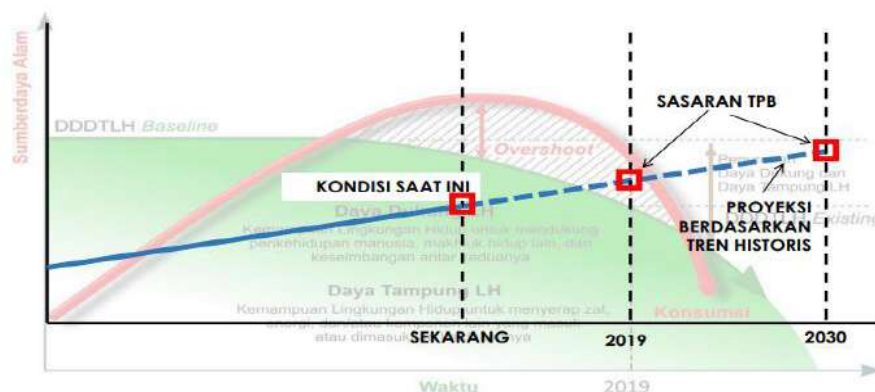 Sumberdaya Alam
SASARAN TPB
DDDTLH Baseline
Overshoot
Daya Dukung dan
Daya Tampung LH
KONDISI SAAT INI
PROYEKSI
BERDASARKAN
TREN HISTORIS
DDDTLH Existing
Daya Dukung LH
Kemampuan Lingkungan Hidup untuk mendukung
perikehidupan manusia, makhluk hidup lain, dan
keseimbangan antar keduanya
Daya Tampung LH
Kemampuan Lingkungan Hidup untuk menyerap zat,
Konsumsi
SEKARANG
2019
2030
Waktu
2019